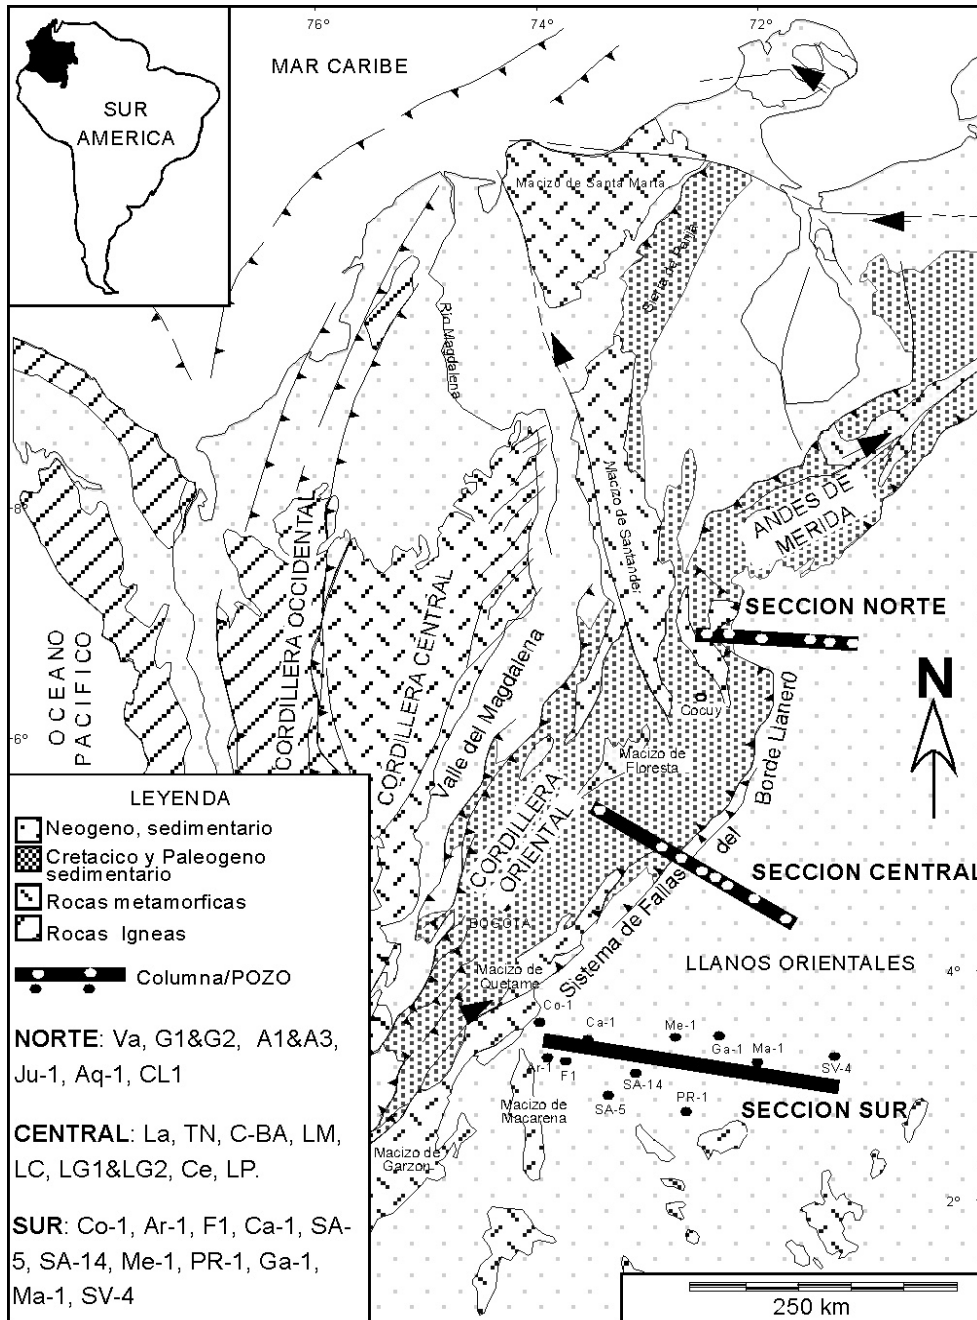 76°
74°
72°
MAR CARIBE
SUR
AMERICA
Macizo de Santa Marta
Rio Magdalena
8°
Macizo de Santander
ANDES DE
MERIDA
OCEANO
PACIFICO
CORDILLERA OCCIDENTAL
CORDILLERA CENTRAL
Valle del Magdalena
SECCION NORTE
N
Cocuy
6°
Macizo de
Floresta
Borde Llanero
CORDILLERA
ORIENTAL
Sistema de Fallas del
SECCION CENTRAL
BOGOTA
LLANOS ORIENTALES
4°
Macizo de
Quetame
Co-1
Ca-1
Me-1
Ga-1
Ma-1
SV-4
Ar-1
F1
SA-14
SA-5
PR-1
SECCION SUR
Macizo de
Macarena
Macizo de
Garzon
2°
250 km
LEYENDA
Neogeno, sedimentario
Cretacico y Paleogeno
sedimentario
Rocas metamorficas
Rocas Igneas
Columna/POZO
NORTE: Va, G1&G2, A1&A3,
Ju-1, Aq-1, CL1
CENTRAL: La, TN, C-BA, LM,
LC, LG1&LG2, Ce, LP.
SUR: Co-1, Ar-1, F1, Ca-1, SA-
5, SA-14, Me-1, PR-1, Ga-1,
Ma-1, SV-4